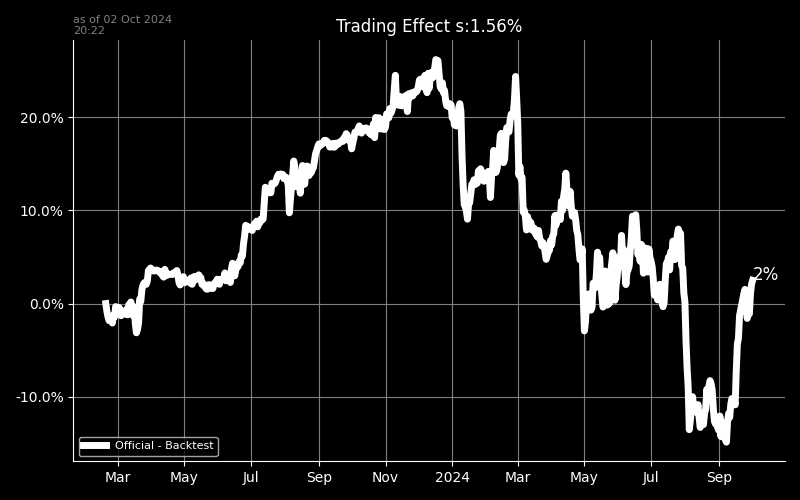 as of 02 Oct 2024
20:22
Trading Effect s:1.56%
20.0%
10.0%
0.0%
-10.0%
2%
Official - Backtest
Mar May Jul Sep Nov 2024 Mar May Jul Sep